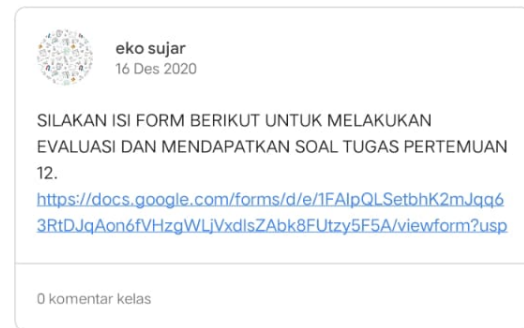 eko sujar
16 Des 2020
SILAKAN ISI FORM BERIKUT UNTUK MELAKUKAN
EVALUASI DAN MENDAPATKAN SOAL TUGAS PERTEMUAN
12.
https://docs.google.com/forms/d/e/1FAIpQLSetbhK2mJqq6
3RtDJqAon6fVHzgWLjVxdlsZAbk8FUtzy5F5A/viewform?usp
0 komentar kelas